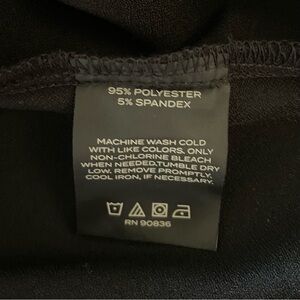 95% POLYESTER
5% SPANDEX
MACHINE WASH COLD
WITH LIKE COLORS. ONLY
NON-CHLORINE BLEACH
WHEN NEEDED.TUMBLE DRY
LOW. REMOVE PROMPTLY.
COOL IRON, IF NECESSARY.
RN 90836